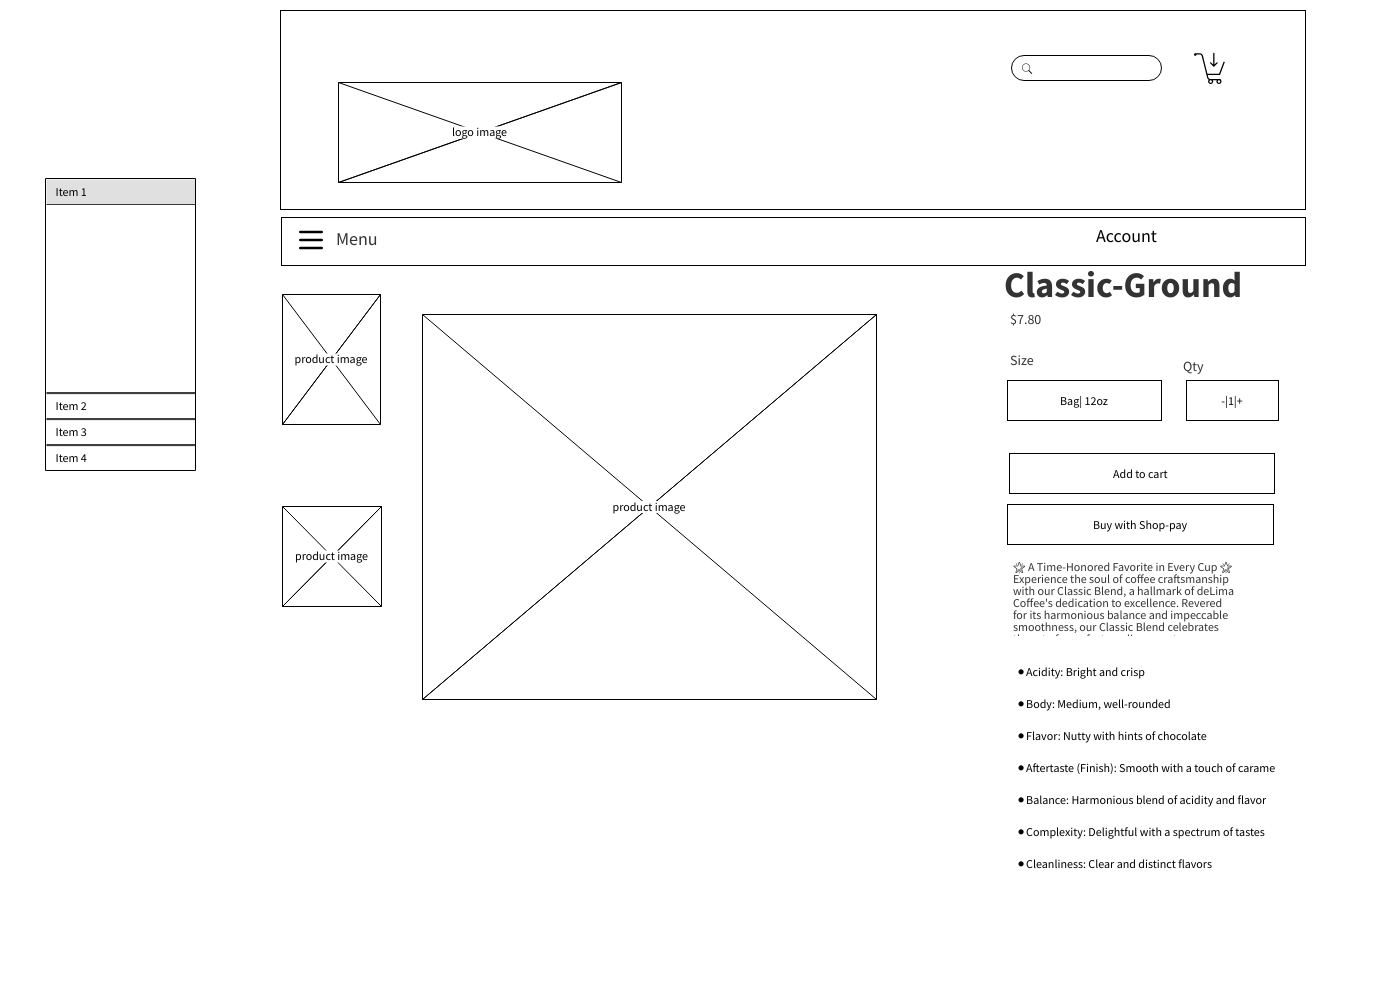 logo image
Item 1
Item 2
Item 3
Item 4
Menu
Account
product image
product image
product image
Classic-Ground
$7.80
Size
Qty
Bag| 12oz
-|1|+
Add to cart
Buy with Shop-pay
A Time-Honored Favorite in Every Cup
Experience the soul of coffee craftsmanship
with our Classic Blend, a hallmark of deLima
Coffee's dedication to excellence. Revered
for its harmonious balance and impeccable
smoothness, our Classic Blend celebrates
Acidity: Bright and crisp
Body: Medium, well-rounded
Flavor: Nutty with hints of chocolate
Aftertaste (Finish): Smooth with a touch of carame
Balance: Harmonious blend of acidity and flavor
Complexity: Delightful with a spectrum of tastes
Cleanliness: Clear and distinct flavors